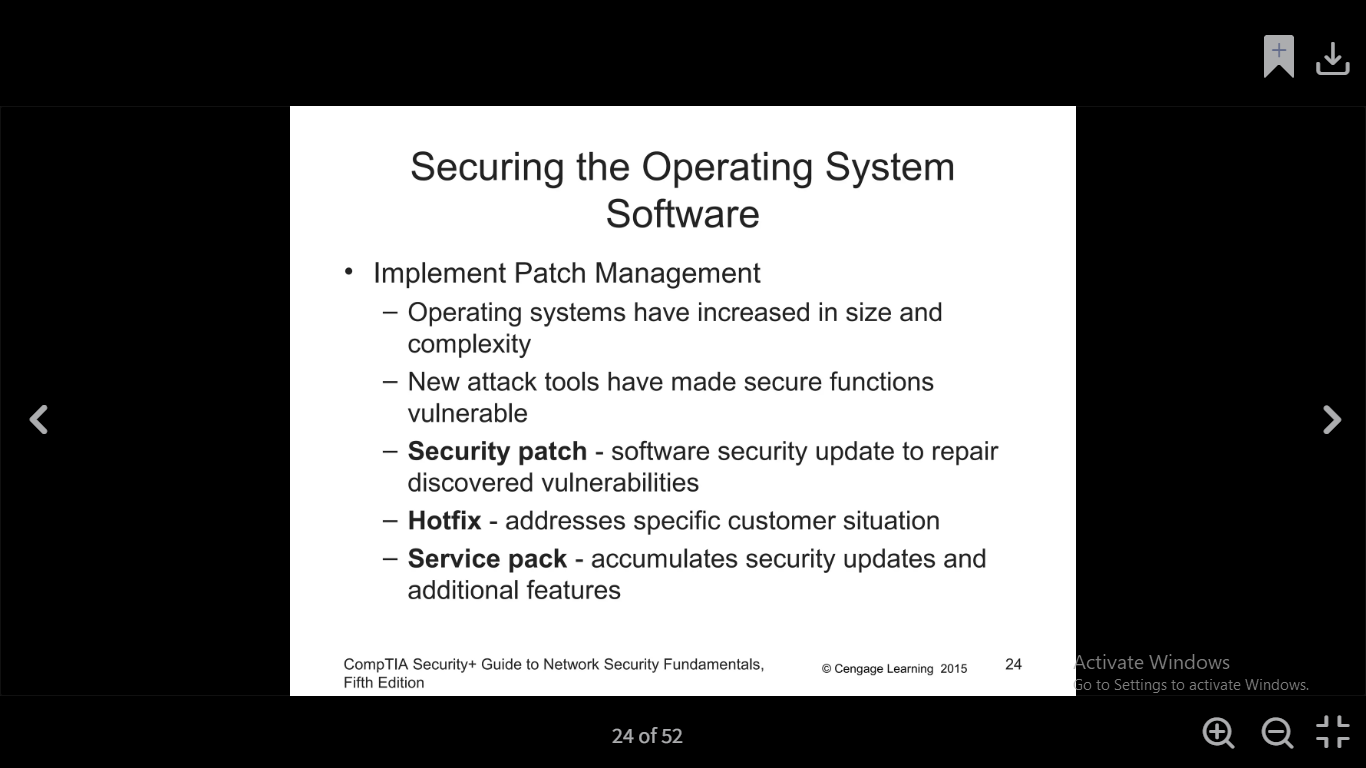 Securing the Operating System
Software
• Implement Patch Management
– Operating systems have increased in size and
complexity
– New attack tools have made secure functions
vulnerable
– Security patch - software security update to repair
discovered vulnerabilities
– Hotfix - addresses specific customer situation
– Service pack - accumulates security updates and
additional features
CompTIA Security+ Guide to Network Security Fundamentals,
Fifth Edition
© Cengage Learning 2015
24
Activate Windows
Go to Settings to activate Windows.
24 of 52